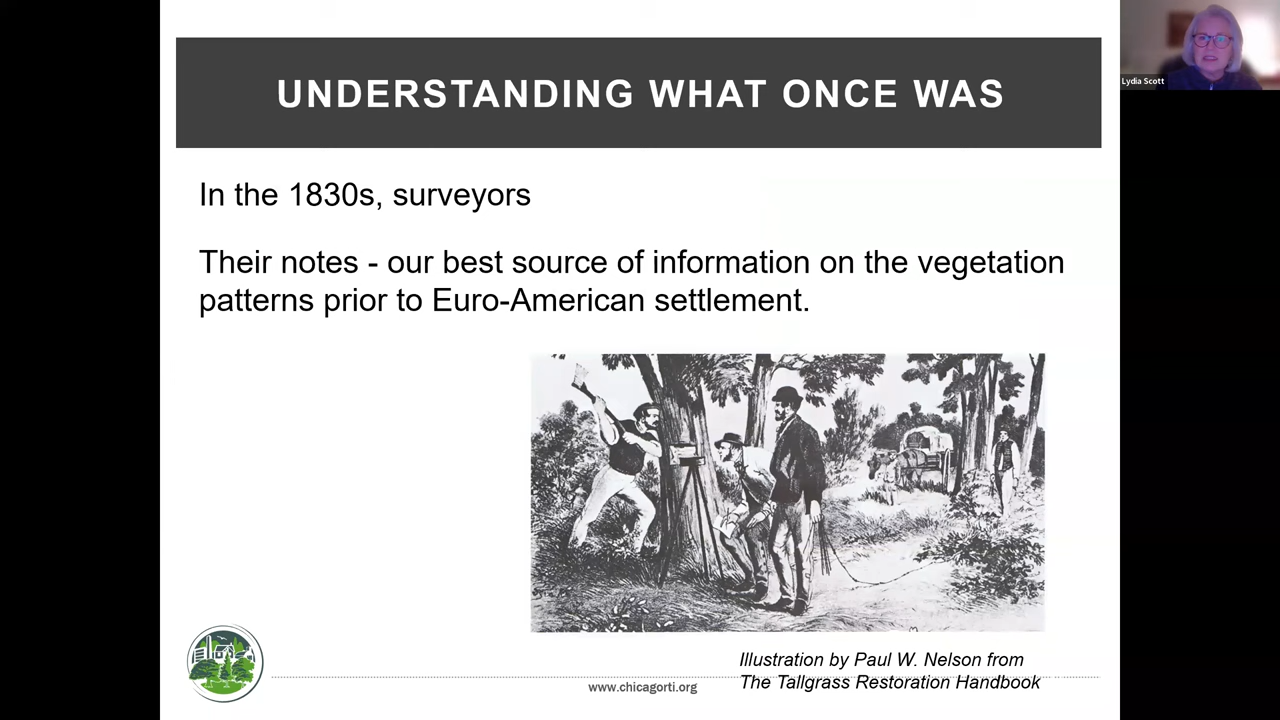 UNDERSTANDING WHAT ONCE WAS
Lydia Scott
In the 1830s, surveyors
Their notes - our best source of information on the vegetation
patterns prior to Euro-American settlement.
Illustration by Paul W. Nelson from
The Tallgrass Restoration Handbook
www.chicagorti.org